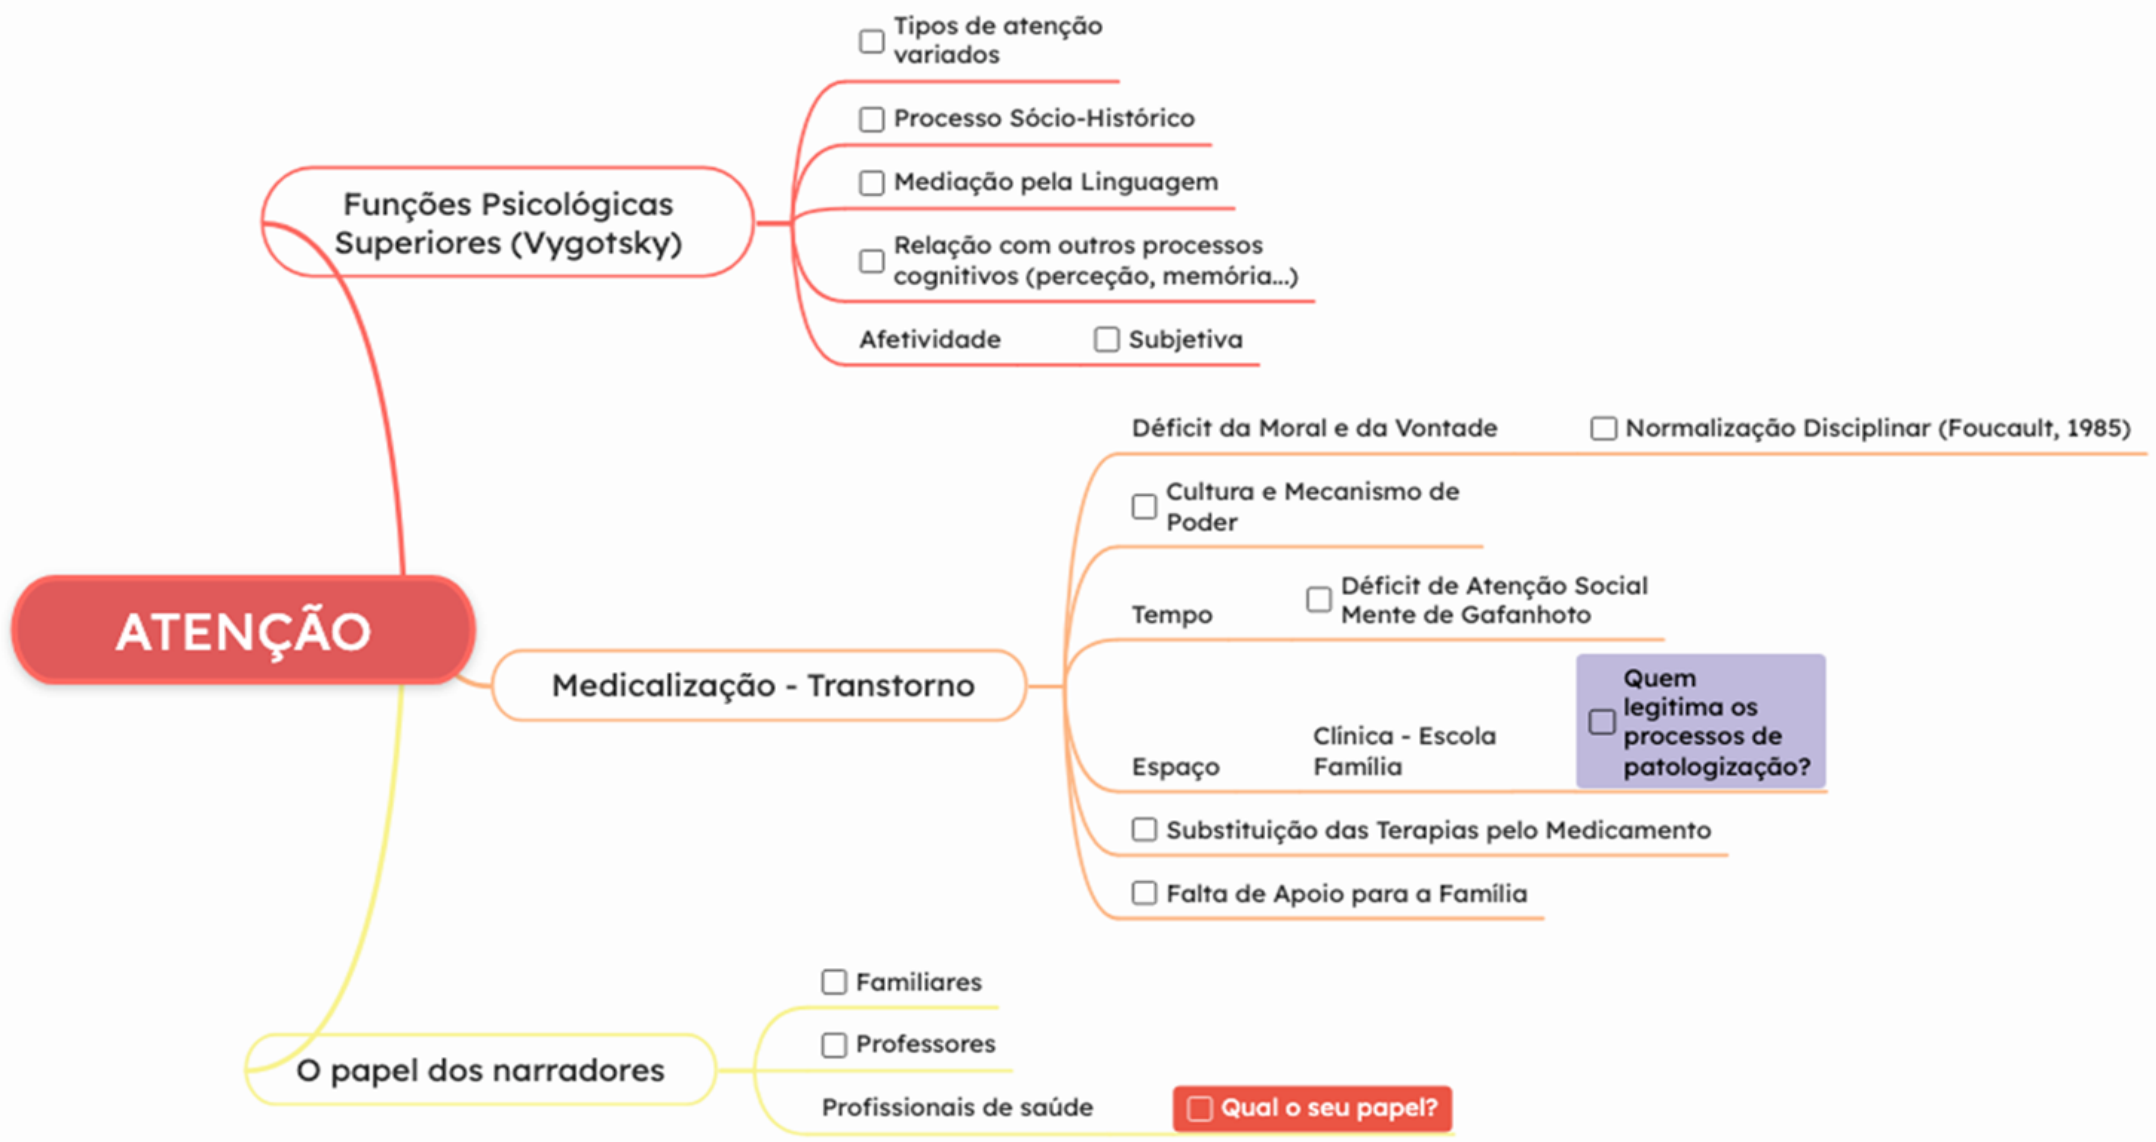 Tipos de atenção
variados
Processo Sócio-Histórico
Mediação pela Linguagem
Funções Psicológicas
Superiores (Vygotsky)
Relação com outros processos
cognitivos (perceção, memória...)
Afetividade
Subjetiva
Déficit da Moral e da Vontade
Normalização Disciplinar (Foucault, 1985)
Cultura e Mecanismo de
Poder
Déficit de Atenção Social
Mente de Gafanhoto
Tempo
ATENÇÃO
Medicalização - Transtorno
Quem
legitima os
processos de
patologização?
Clínica - Escola
Família
Espaço
Substituição das Terapias pelo Medicamento
Falta de Apoio para a Família
Familiares
Professores
O papel dos narradores
Profissionais de saúde
Qual o seu papel?